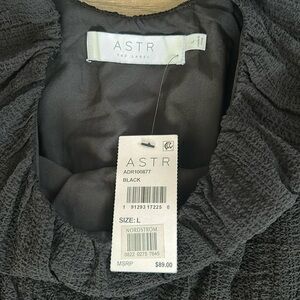 ASTR
THE LABEL
L
ASTR
ADR100877
BLACK
1 91293 17225 6
SIZE: L
NORDSTROM
MSRP $89.00